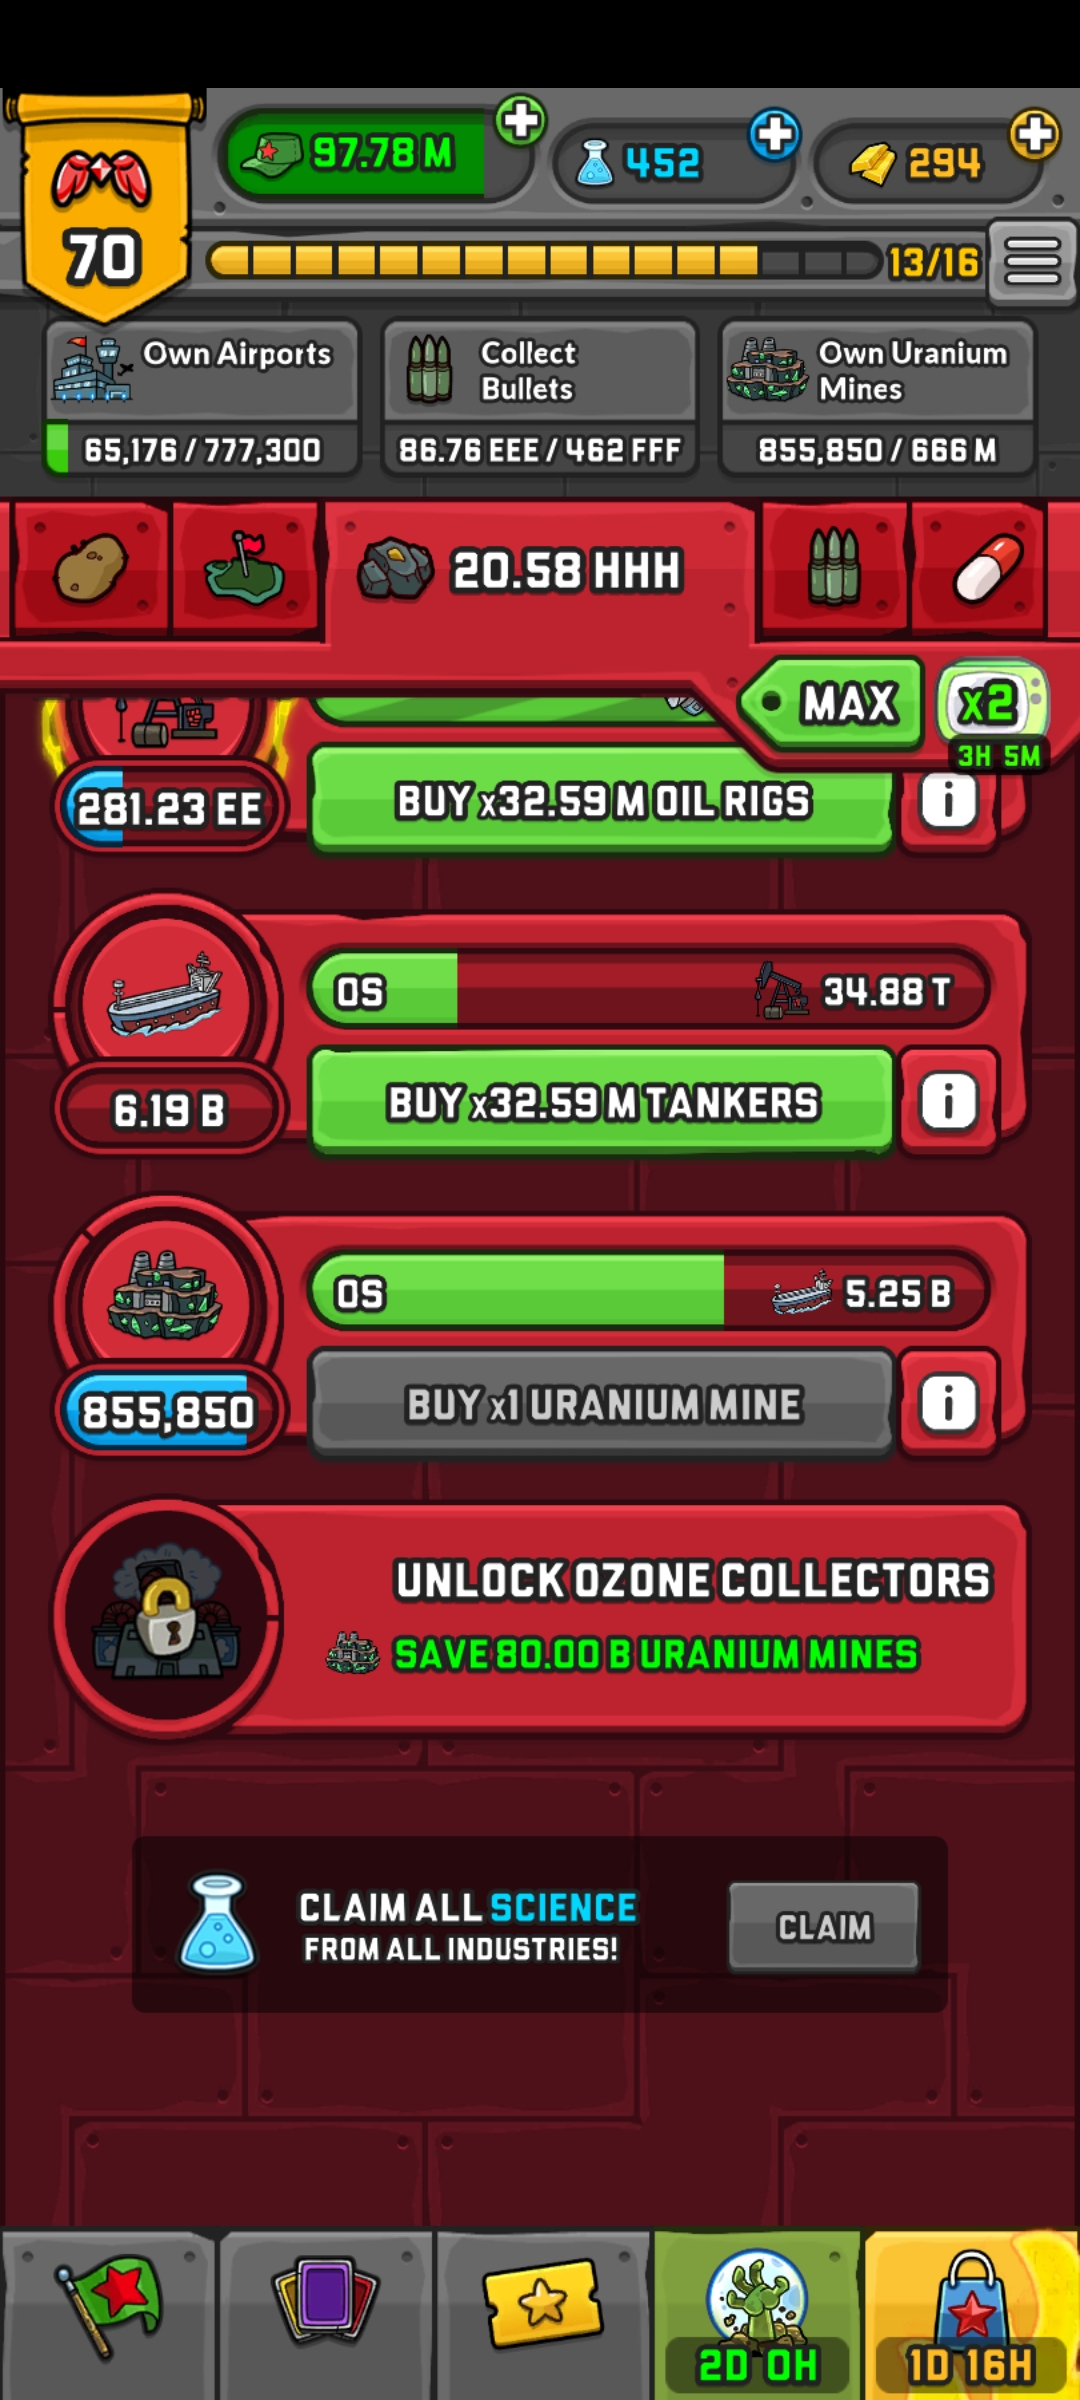 97.78 M
452
294
70
13/16
Own Airports
65,176 / 777,300
Collect
Bullets
86.76 EEE / 462 FFF
Own Uranium
Mines
855,850 / 666 M
20.58 HHH
MAX
x2
3H 5M
281.23 EE
BUY x32.59 M OIL RIGS
i
0S
34.88 T
6.19 B
BUY x32.59 M TANKERS
i
0S
5.25 B
855,850
BUY x1 URANIUM MINE
i
UNLOCK OZONE COLLECTORS
SAVE 80.00 B URANIUM MINES
CLAIM ALL SCIENCE
FROM ALL INDUSTRIES!
CLAIM
2D 0H
1D 16H